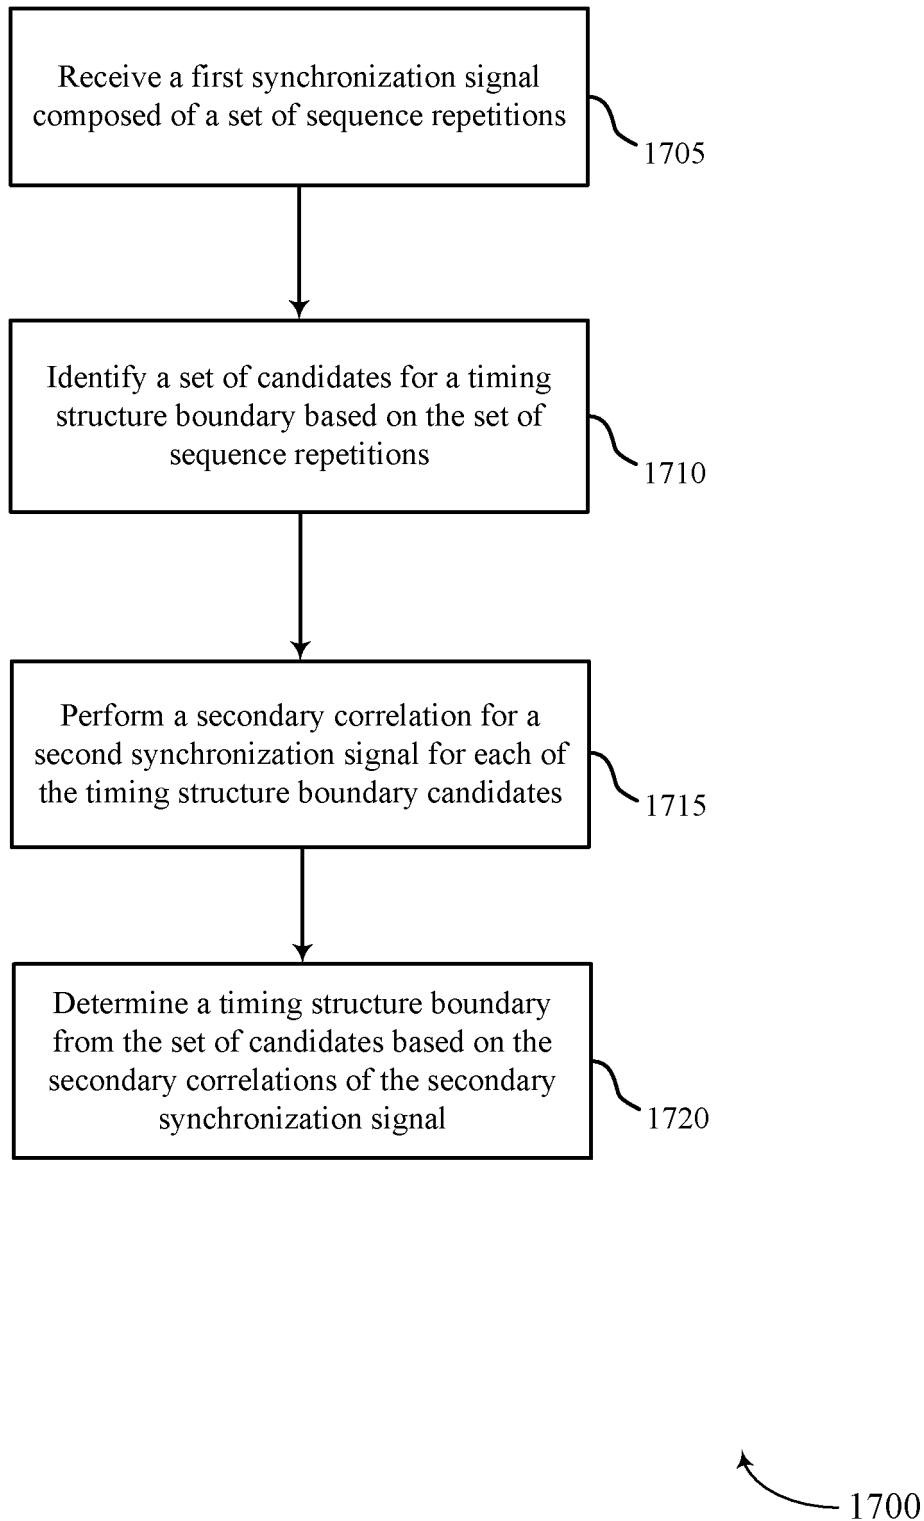 Receive a first synchronization signal
composed of a set of sequence repetitions
1705
Identify a set of candidates for a timing
structure boundary based on the set of
sequence repetitions
1710
Perform a secondary correlation for a
second synchronization signal for each of
the timing structure boundary candidates
1715
Determine a timing structure boundary
from the set of candidates based on the
secondary correlations of the secondary
synchronization signal
1720
1700